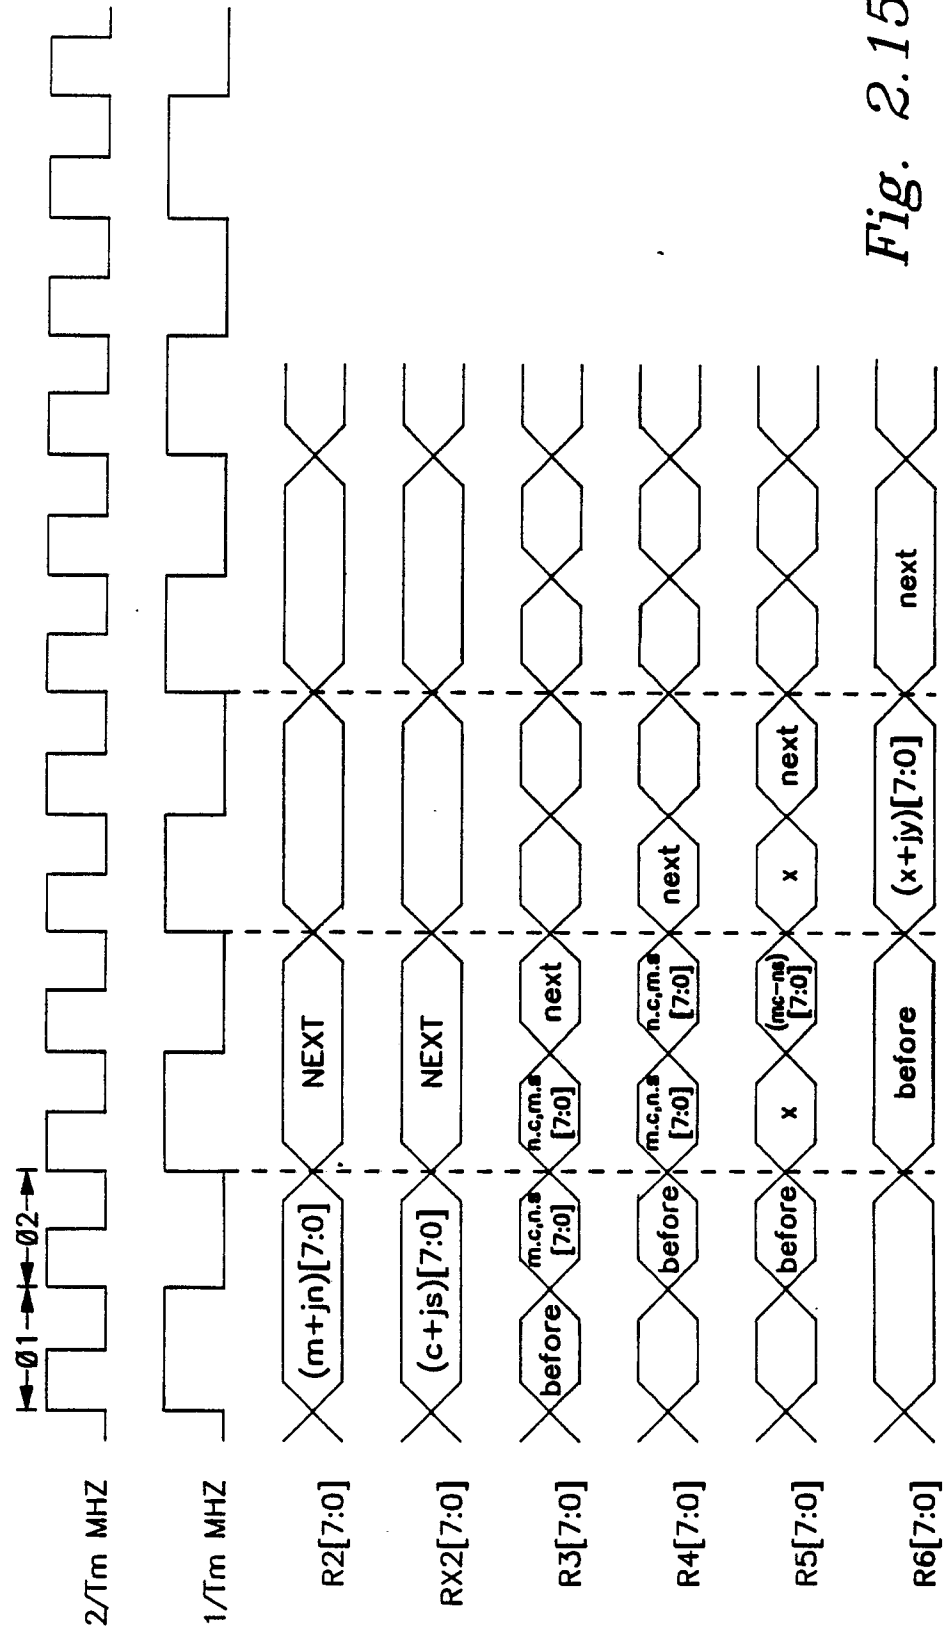 2/Tm MHZ
Ø1 Ø2
1/Tm MHZ
R2[7:0] (m+jn)[7:0] NEXT
RX2[7:0] (c+js)[7:0] NEXT
R3[7:0] before m.c,n.s [7:0] n.c,m.s [7:0] next
R4[7:0] before m.c,n.s [7:0] n.c,m.s [7:0] next
R5[7:0] before x (mc-ns) [7:0] x next
R6[7:0] before (x+jy)[7:0] next
Fig. 2.15